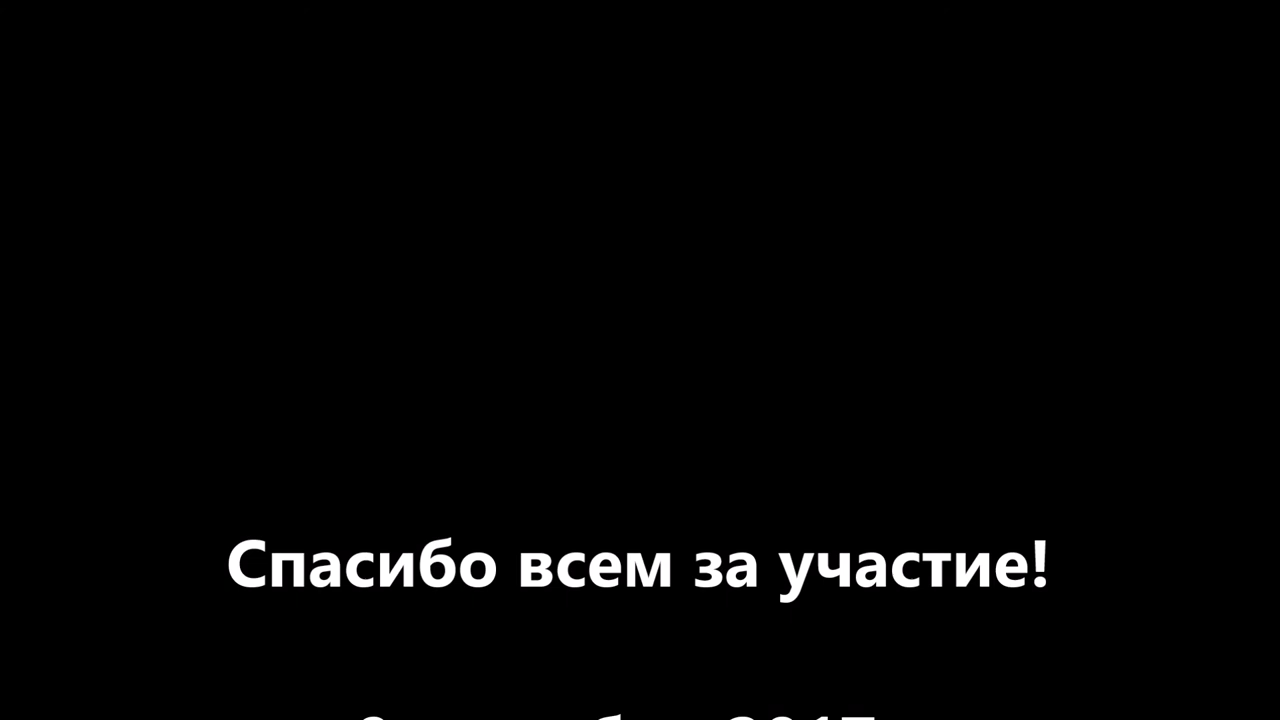 Спасибо всем за участие!